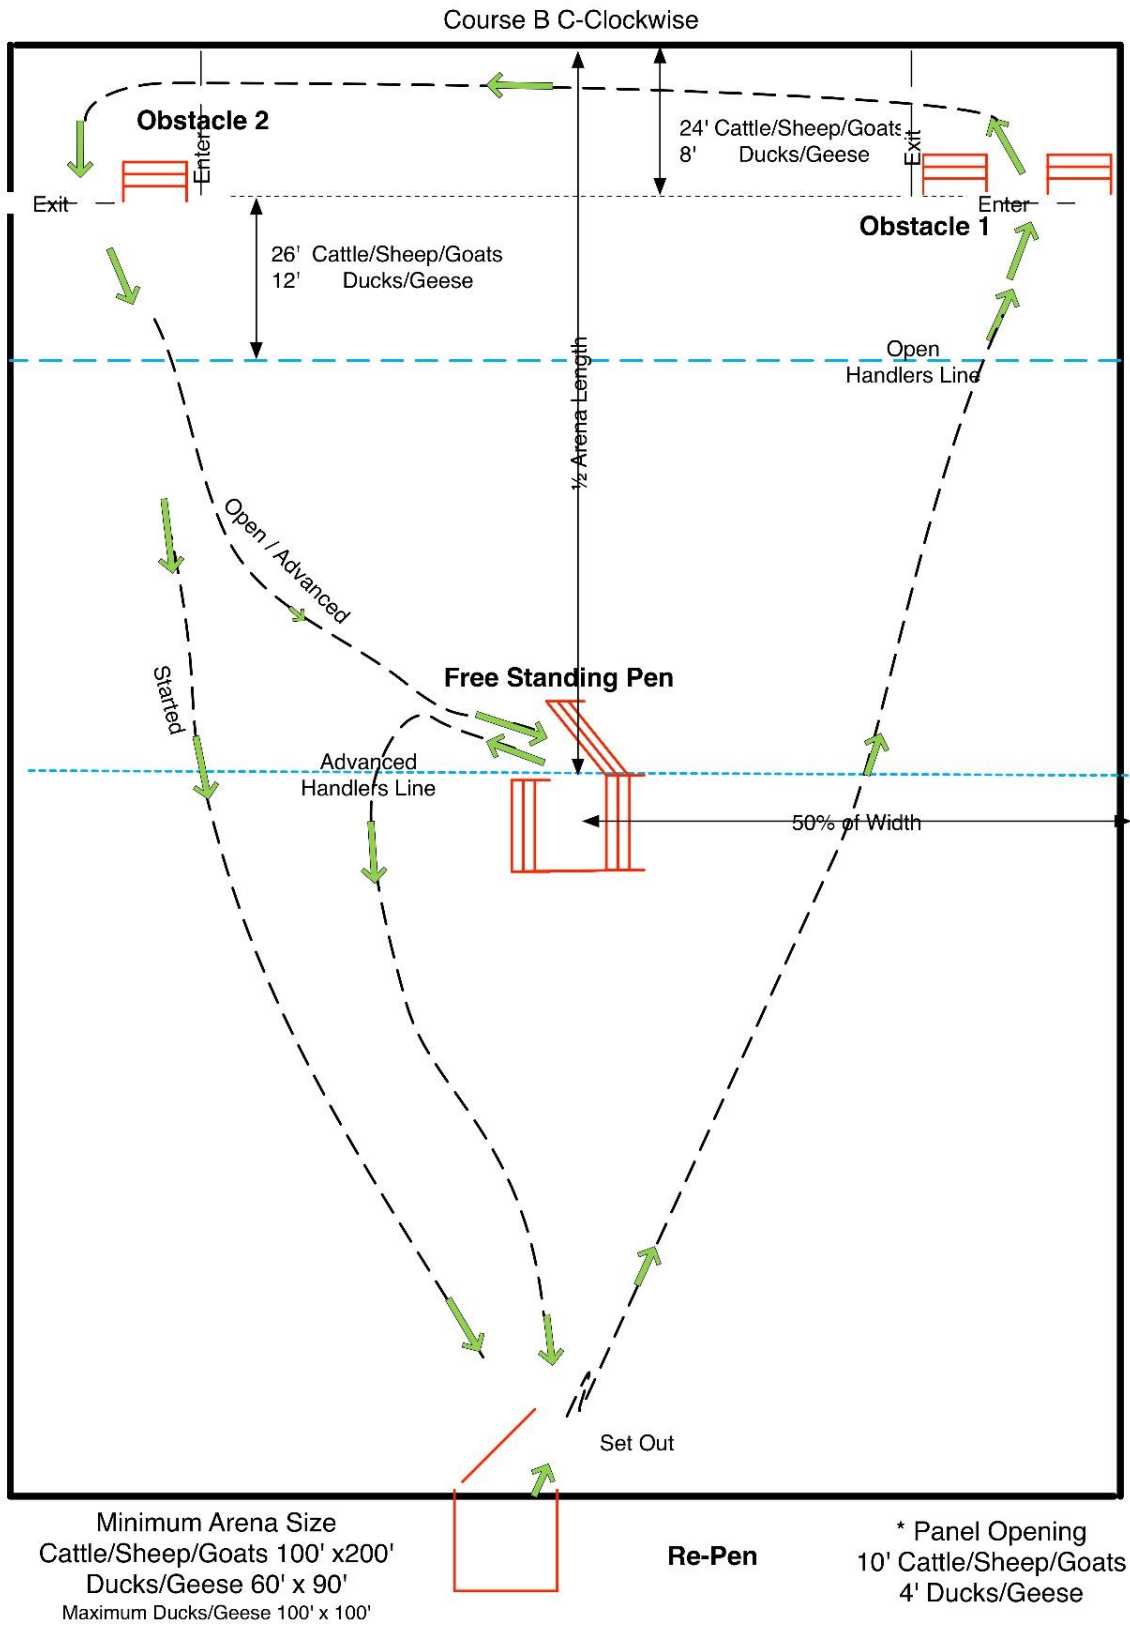 Course B C-Clockwise
Obstacle 2
Enter
24' Cattle/Sheep/Goats
8' Ducks/Geese
Exit
Exit
Enter
Obstacle 1
26' Cattle/Sheep/Goats
12' Ducks/Geese
½ Arena Length
Open
Handlers Line
Open / Advanced
Started
Free Standing Pen
Advanced
Handlers Line
50% of Width
Set Out
Minimum Arena Size
Cattle/Sheep/Goats 100' x200'
Ducks/Geese 60' x 90'
Maximum Ducks/Geese 100' x 100'
Re-Pen
* Panel Opening
10' Cattle/Sheep/Goats
4' Ducks/Geese